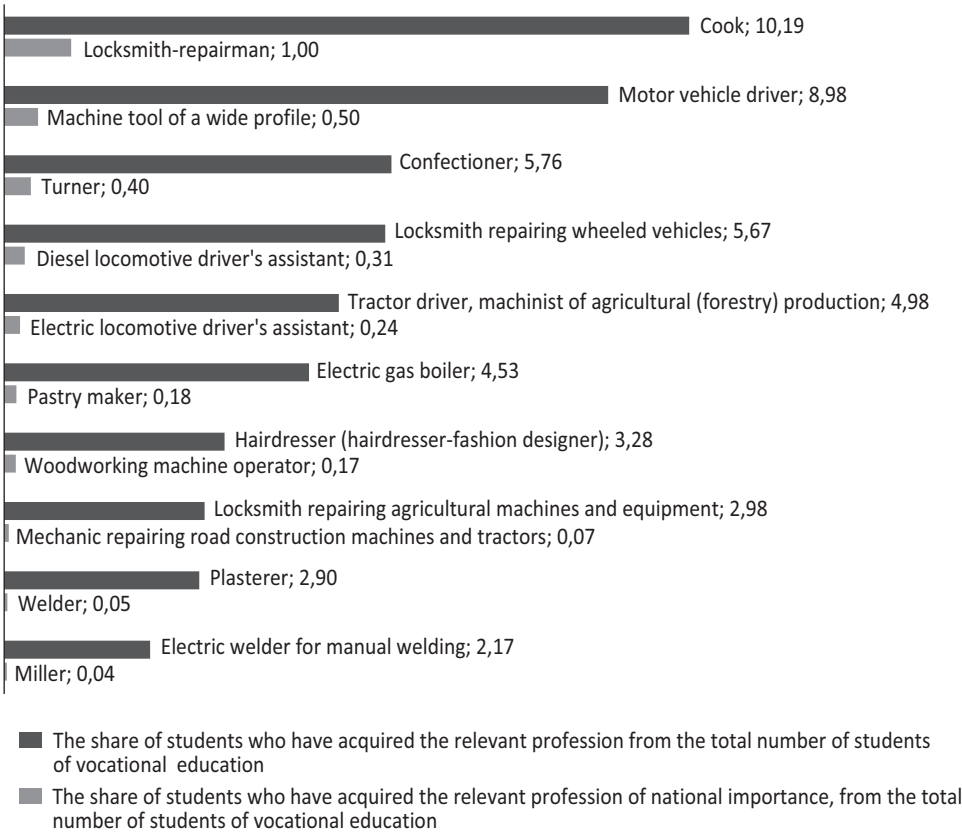 Cook; 10,19
Locksmith-repairman; 1,00
Motor vehicle driver; 8,98
Machine tool of a wide profile; 0,50
Confectioner; 5,76
Turner; 0,40
Locksmith repairing wheeled vehicles; 5,67
Diesel locomotive driver's assistant; 0,31
Tractor driver, machinist of agricultural (forestry) production; 4,98
Electric locomotive driver's assistant; 0,24
Electric gas boiler; 4,53
Pastry maker; 0,18
Hairdresser (hairdresser-fashion designer); 3,28
Woodworking machine operator; 0,17
Locksmith repairing agricultural machines and equipment; 2,98
Mechanic repairing road construction machines and tractors; 0,07
Plasterer; 2,90
Welder; 0,05
Electric welder for manual welding; 2,17
Miller; 0,04
The share of students who have acquired the relevant profession from the total number of students
of vocational education
The share of students who have acquired the relevant profession of national importance, from the total
number of students of vocational education